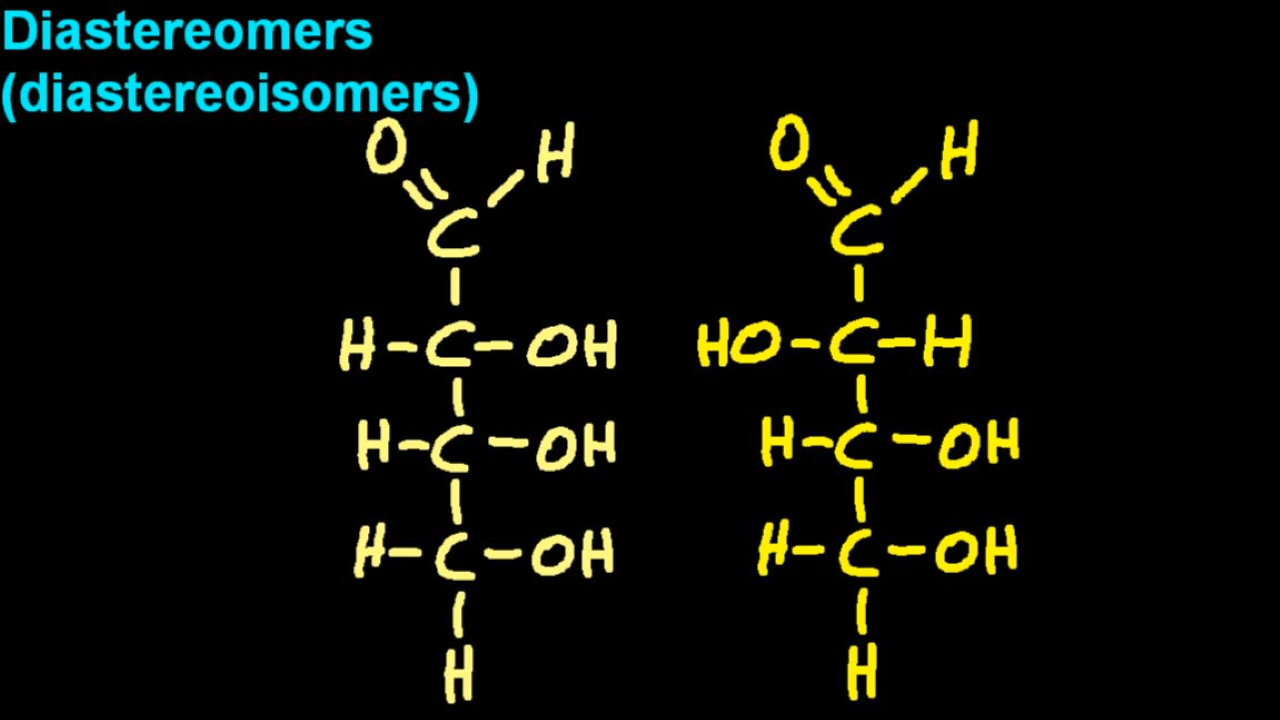 Diastereomers
(diastereoisomers)
O H O H
C C
H-C-OH HO-C-H
H-C-OH H-C-OH
H-C-OH H-C-OH
H H